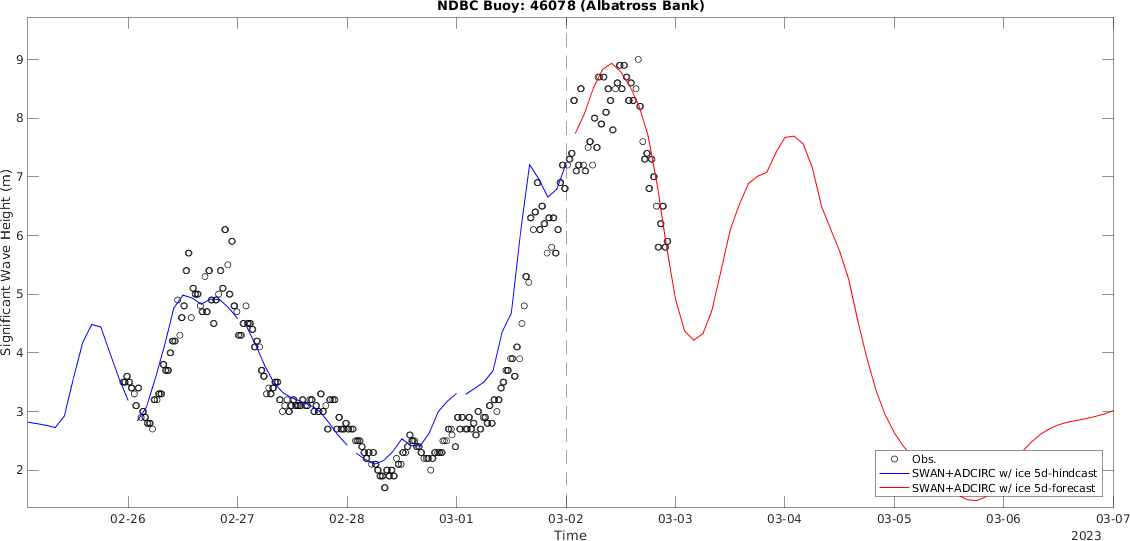 NDBC Buoy: 46078 (Albatross Bank)
Significant Wave Height (m)
9
8
7
6
5
4
3
2
Obs.
SWAN+ADCIRC w/ ice 5d-hindcast
SWAN+ADCIRC w/ ice 5d-forecast
02-26 02-27 02-28 03-01 03-02 03-03 03-04 03-05 03-06 03-07
Time
2023